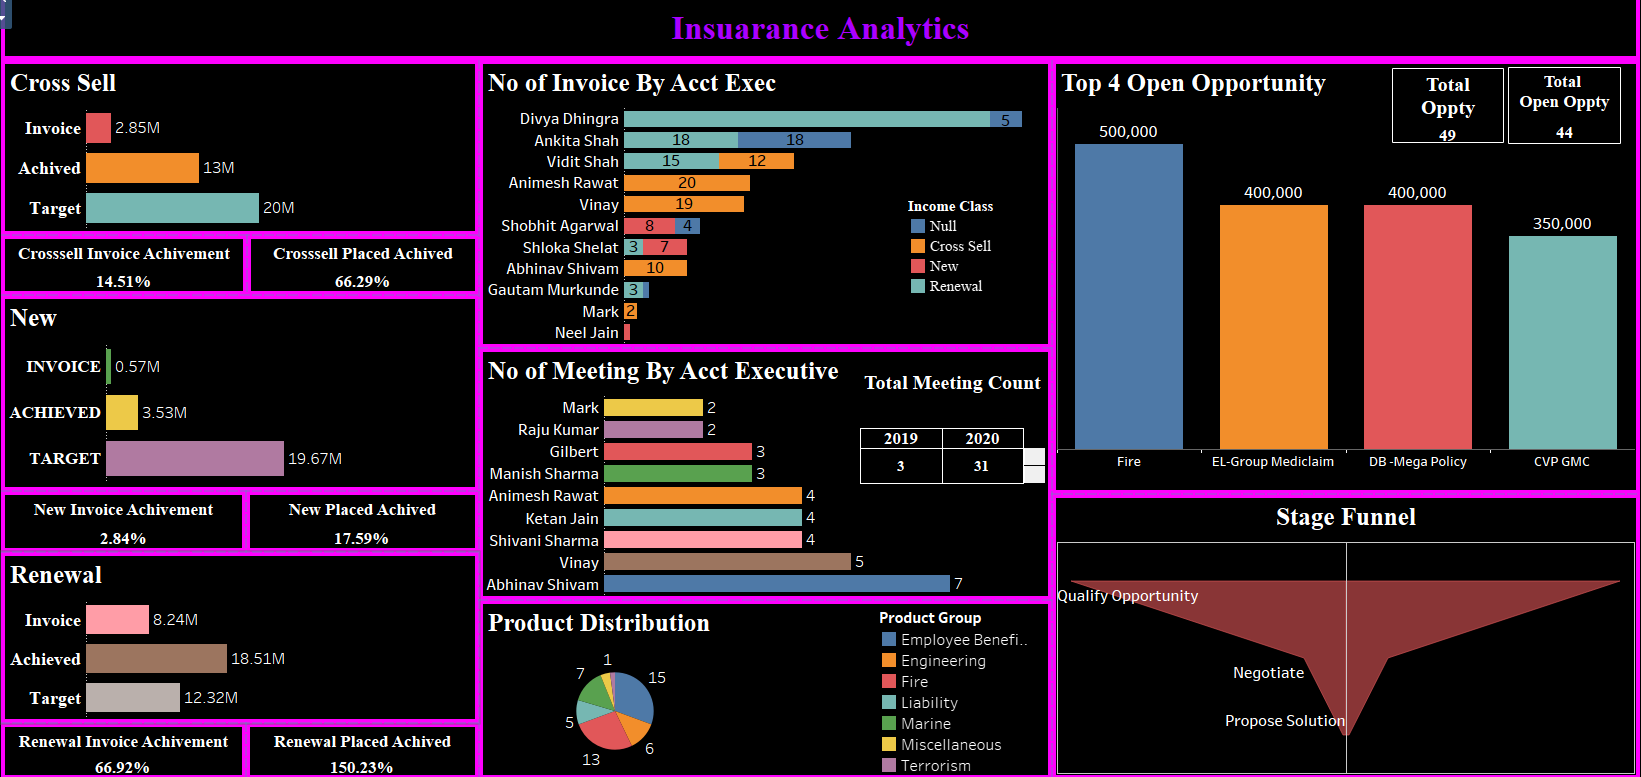 Insuarance Analytics
Cross Sell
Invoice 2.85M
Achived 13M
Target 20M
Crosssell Invoice Achivement
14.51%
Crosssell Placed Achived
66.29%
New
INVOICE 0.57M
ACHIEVED 3.53M
TARGET 19.67M
New Invoice Achivement
2.84%
New Placed Achived
17.59%
Renewal
Invoice 8.24M
Achieved 18.51M
Target 12.32M
Renewal Invoice Achivement
66.92%
Renewal Placed Achived
150.23%
No of Invoice By Acct Exec
Divya Dhingra 5
Ankita Shah 18 18
Vidit Shah 15 12
Animesh Rawat 20
Vinay 19
Shobhit Agarwal 8 4
Shloka Shelat 3 7
Abhinav Shivam 10
Gautam Murkunde 3
Mark 2
Neel Jain
Income Class
Null
Cross Sell
New
Renewal
No of Meeting By Acct Executive
Mark 2
Raju Kumar 2
Gilbert 3
Manish Sharma 3
Animesh Rawat 4
Ketan Jain 4
Shivani Sharma 4
Vinay 5
Abhinav Shivam 7
Total Meeting Count
2019 2020
3 31
Product Distribution
1
15
7
5
13
6
Product Group
Employee Benefi..
Engineering
Fire
Liability
Marine
Miscellaneous
Terrorism
Top 4 Open Opportunity
Total
Oppty
49
Total
Open Oppty
44
500,000
400,000
400,000
350,000
Fire
EL-Group Mediclaim
DB -Mega Policy
CVP GMC
Stage Funnel
Qualify Opportunity
Negotiate
Propose Solution